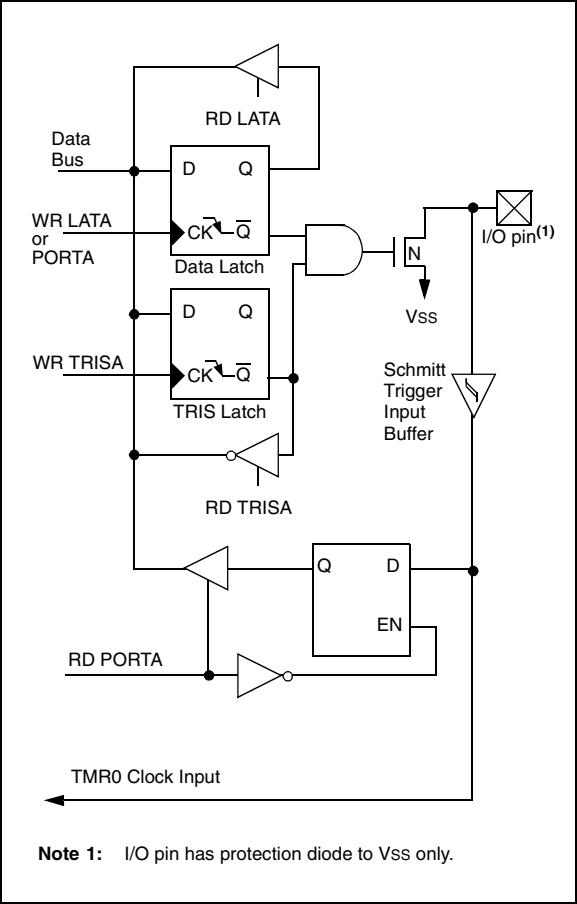 RD LATA
Data
Bus
D Q
WR LATA
or
PORTA
CK Q
Data Latch
I/O pin(1)
N
VSS
D Q
WR TRISA
CK Q
TRIS Latch
Schmitt
Trigger
Input
Buffer
RD TRISA
Q D
EN
RD PORTA
TMR0 Clock Input
Note 1: I/O pin has protection diode to VSS only.